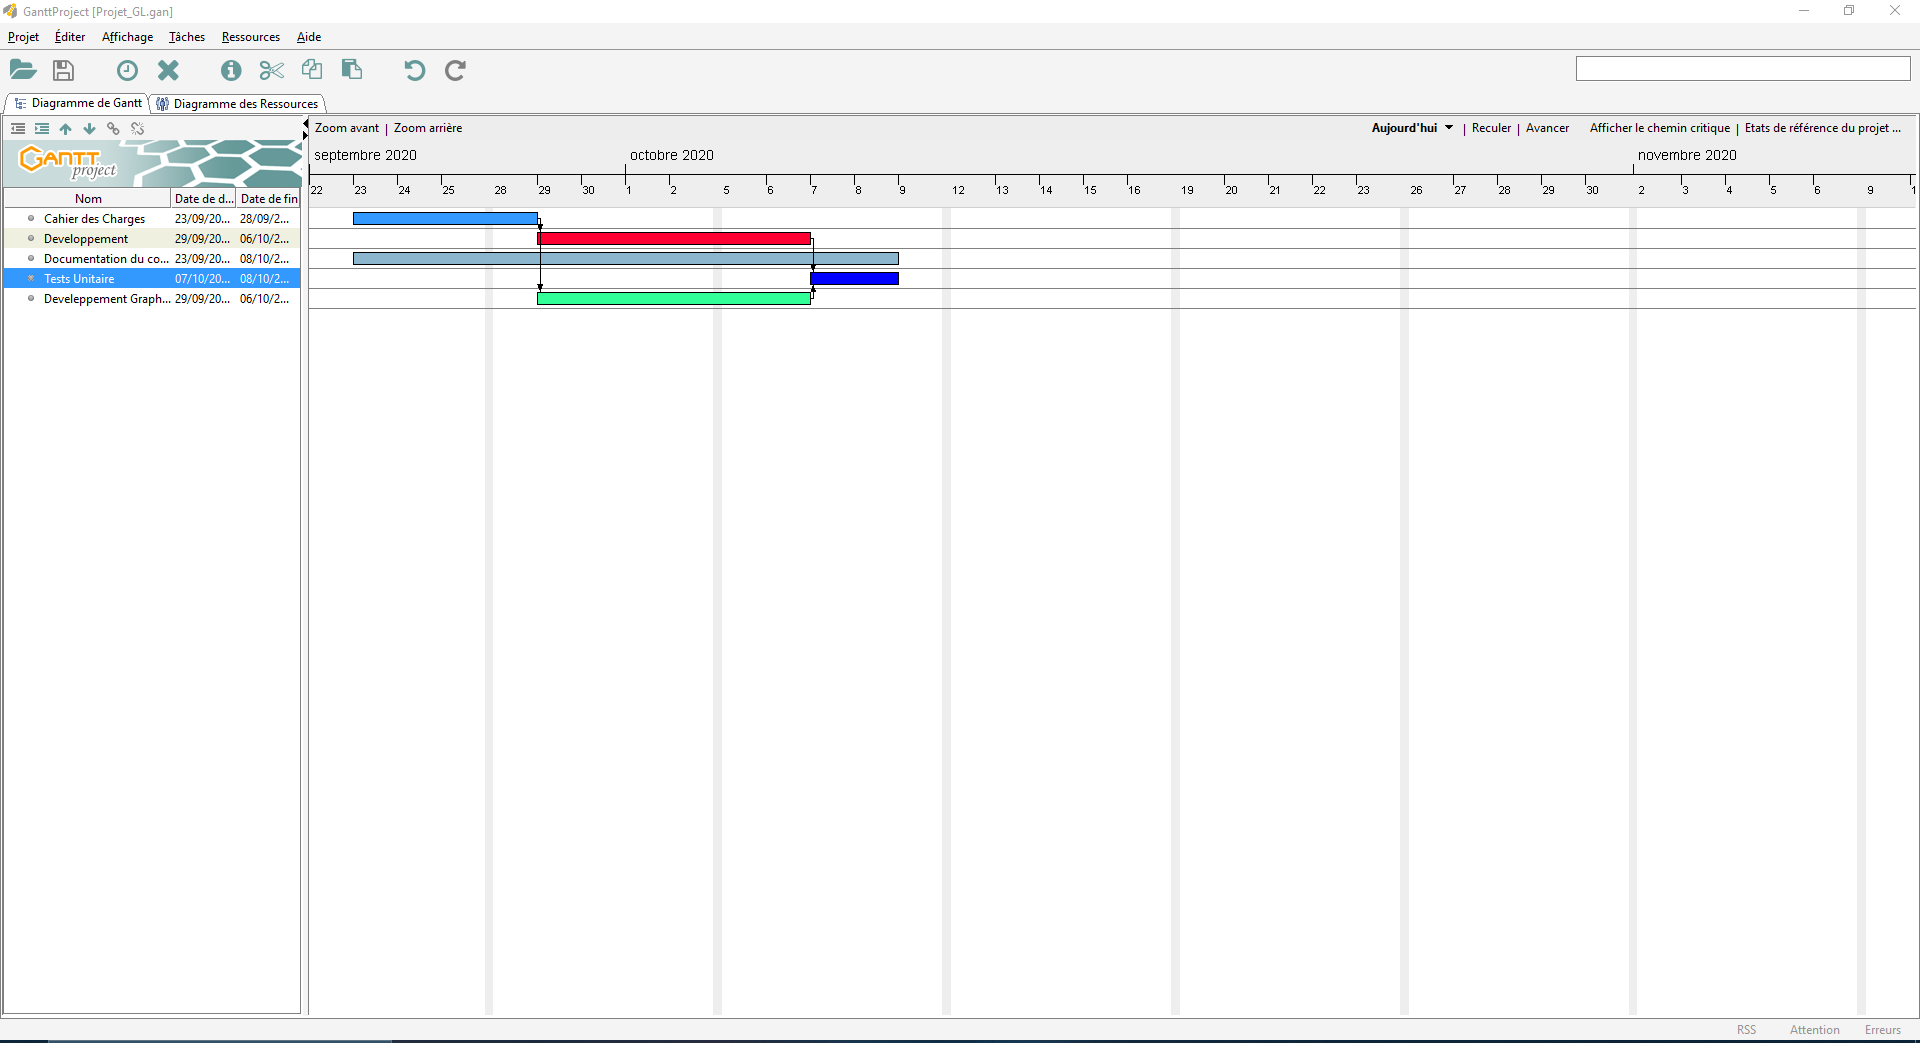 GanttProject [Projet_GL.gan]
Projet Éditer Affichage Tâches Ressources Aide
Diagramme de Gantt Diagramme des Ressources
Zoom avant | Zoom arrière Aujourd'hui | Reculer | Avancer Afficher le chemin critique | Etats de référence du projet ...
GANTT project
septembre 2020 octobre 2020 novembre 2020
22 23 24 25 28 29 30 1 2 5 6 7 8 9 12 13 14 15 16 19 20 21 22 23 26 27 28 29 30 2 3 4 5 6 9 1
Nom Date de d... Date de fin
Cahier des Charges 23/09/20... 28/09/2...
Developpement 29/09/20... 06/10/2...
Documentation du co... 23/09/20... 08/10/2...
Tests Unitaire 07/10/20... 08/10/2...
Develeppement Graph... 29/09/20... 06/10/2...
RSS Attention Erreurs